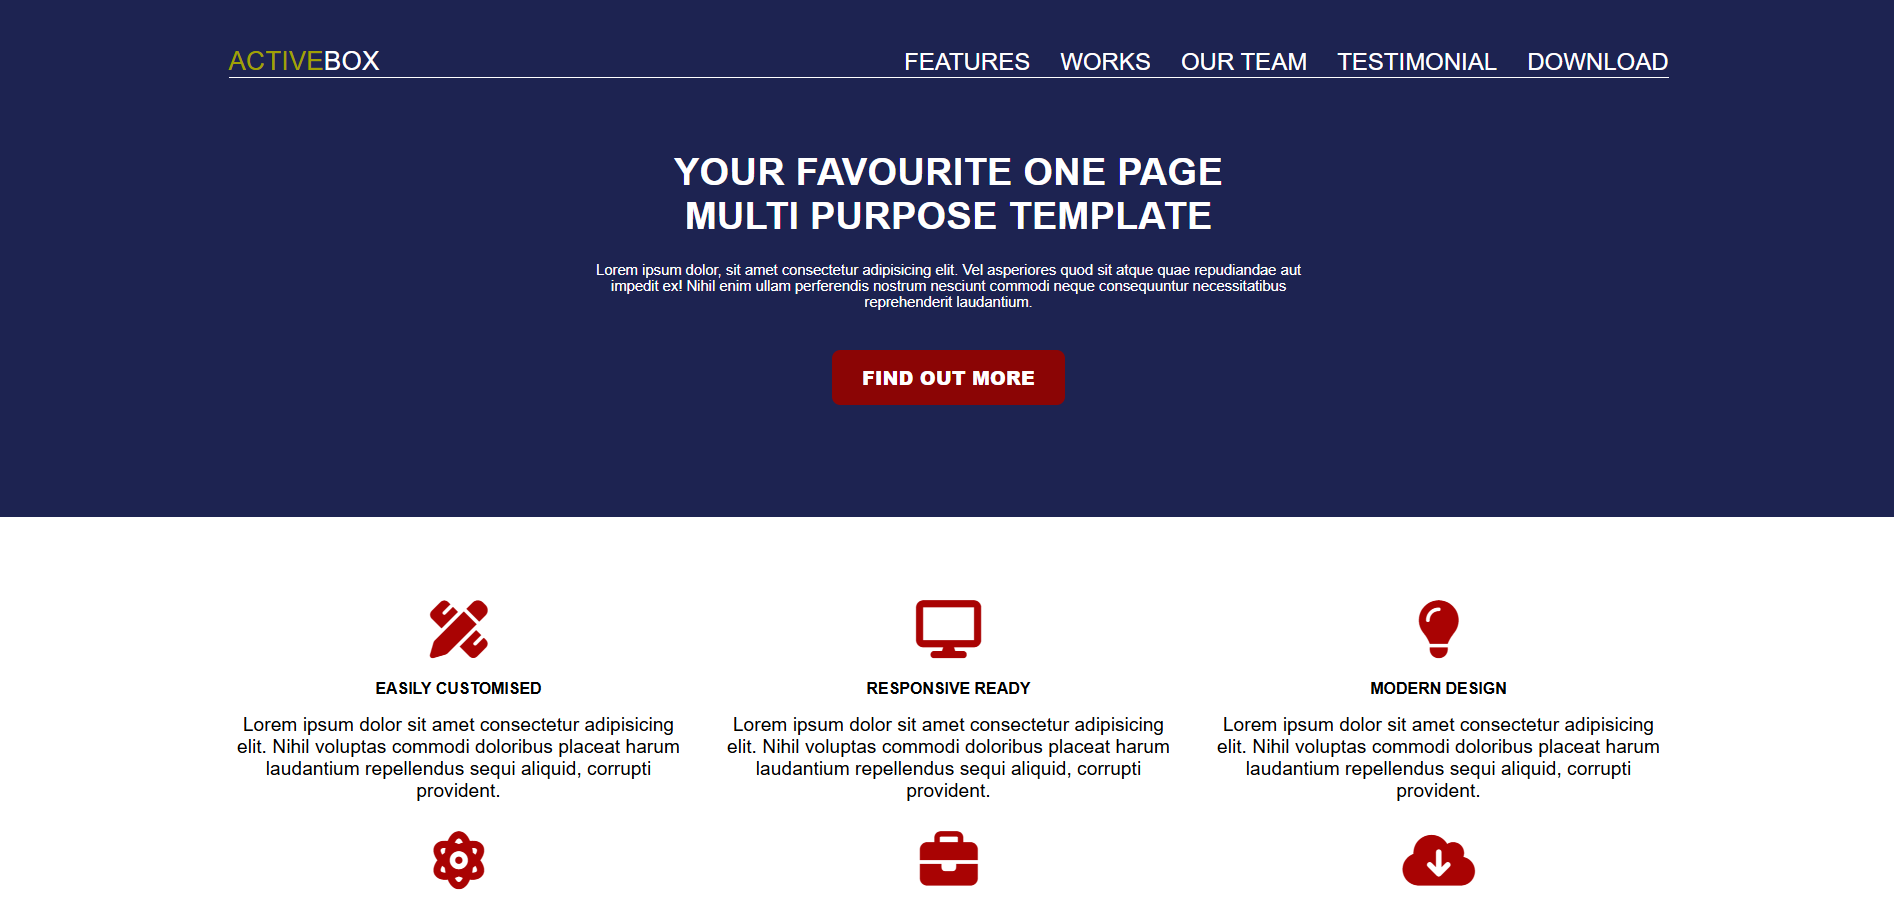 ACTIVEBOX
FEATURES WORKS OUR TEAM TESTIMONIAL DOWNLOAD
YOUR FAVOURITE ONE PAGE
MULTI PURPOSE TEMPLATE
Lorem ipsum dolor, sit amet consectetur adipisicing elit. Vel asperiores quod sit atque quae repudiandae aut
impedit ex! Nihil enim ullam perferendis nostrum nesciunt commodi neque consequuntur necessitatibus
reprehenderit laudantium.
FIND OUT MORE
EASILY CUSTOMISED
Lorem ipsum dolor sit amet consectetur adipisicing
elit. Nihil voluptas commodi doloribus placeat harum
laudantium repellendus sequi aliquid, corrupti
provident.
RESPONSIVE READY
Lorem ipsum dolor sit amet consectetur adipisicing
elit. Nihil voluptas commodi doloribus placeat harum
laudantium repellendus sequi aliquid, corrupti
provident.
MODERN DESIGN
Lorem ipsum dolor sit amet consectetur adipisicing
elit. Nihil voluptas commodi doloribus placeat harum
laudantium repellendus sequi aliquid, corrupti
provident.